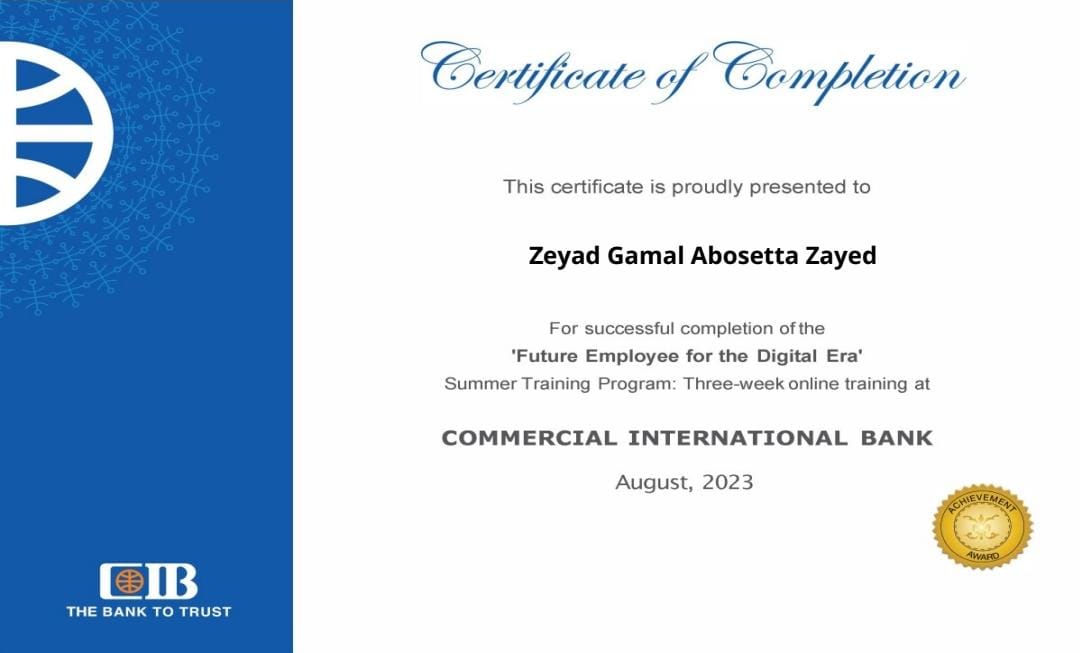 Certificate of Completion
This certificate is proudly presented to
Zeyad Gamal Abosetta Zayed
For successful completion of the
'Future Employee for the Digital Era'
Summer Training Program: Three-week online training at
COMMERCIAL INTERNATIONAL BANK
August, 2023
ACHIEVEMENT
AWARD
CIB
THE BANK TO TRUST